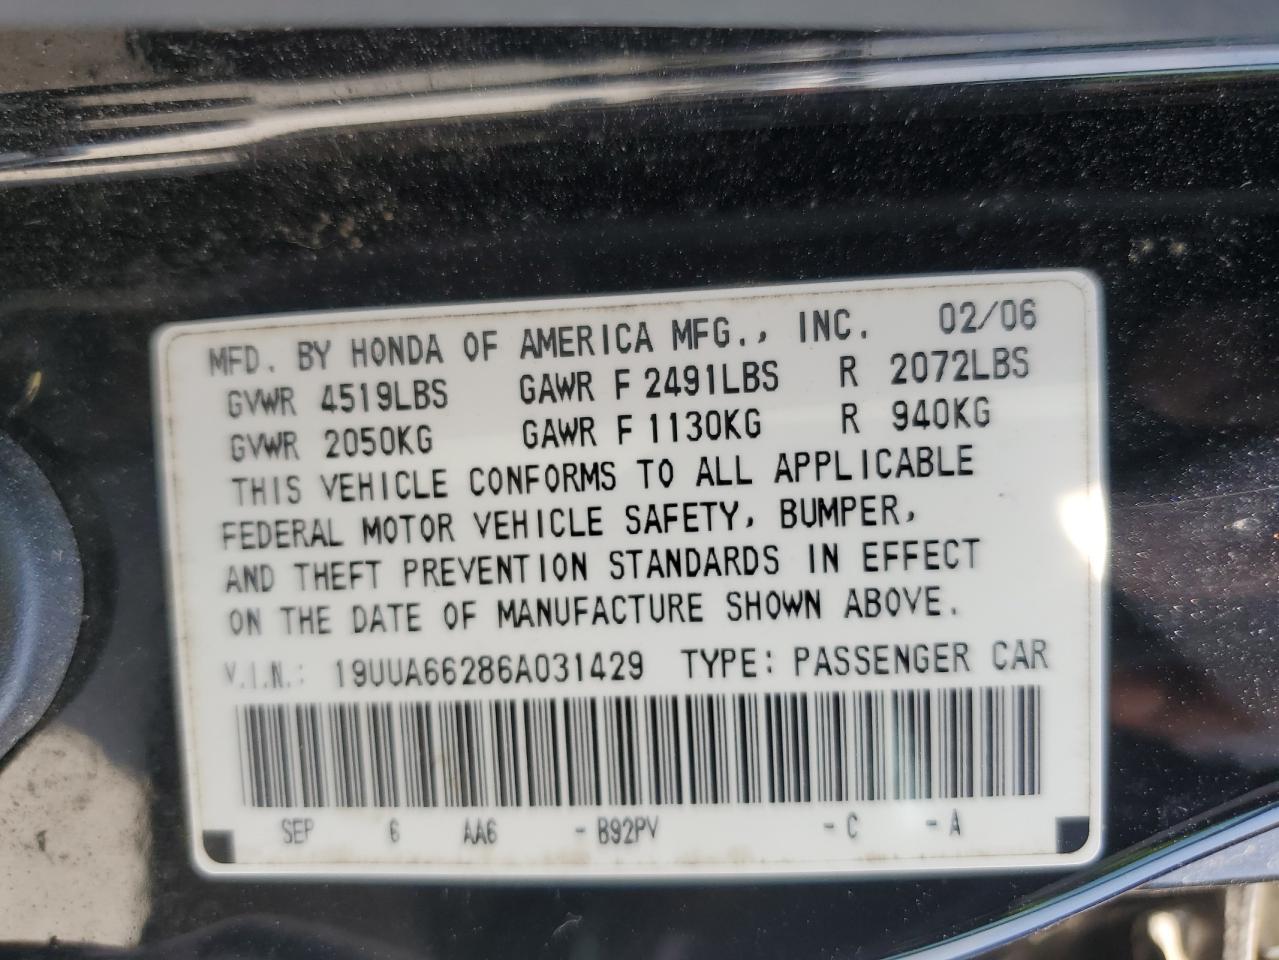 MFD. BY HONDA OF AMERICA MFG., INC. 02/06
GVWR 4519LBS GAWR F 2491LBS R 2072LBS
GVWR 2050KG GAWR F 1130KG R 940KG
THIS VEHICLE CONFORMS TO ALL APPLICABLE
FEDERAL MOTOR VEHICLE SAFETY, BUMPER,
AND THEFT PREVENTION STANDARDS IN EFFECT
ON THE DATE OF MANUFACTURE SHOWN ABOVE.
V.I.N.: 19UUA66286A031429 TYPE: PASSENGER CAR
SEP 6 AA6 - B92PV - C - A